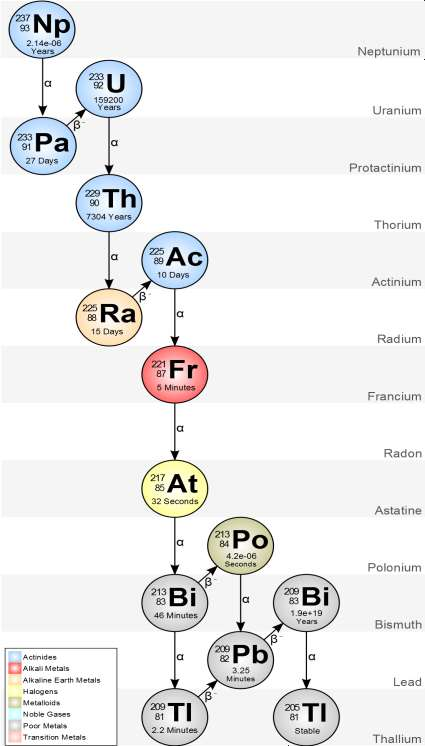 237
93 Np
2.14e-06
Years
Neptunium
α
233
92 U
159200
Years
Uranium
β⁻
233
91 Pa
27 Days
α
Protactinium
229
90 Th
7304 Years
Thorium
α
225
89 Ac
10 Days
Actinium
β⁻
225
88 Ra
15 Days
α
Radium
221
87 Fr
5 Minutes
Francium
α
Radon
217
85 At
32 Seconds
Astatine
α
213
84 Po
4.2e-06
Seconds
Polonium
β⁻
213
83 Bi
46 Minutes
α
209
83 Bi
1.9e+19
Years
Bismuth
β⁻
α
209
82 Pb
3.25
Minutes
α
Lead
β⁻
209
81 Tl
2.2 Minutes
205
81 Tl
Stable
Thallium
Actinides
Alkali Metals
Alkaline Earth Metals
Halogens
Metalloids
Noble Gases
Poor Metals
Transition Metals